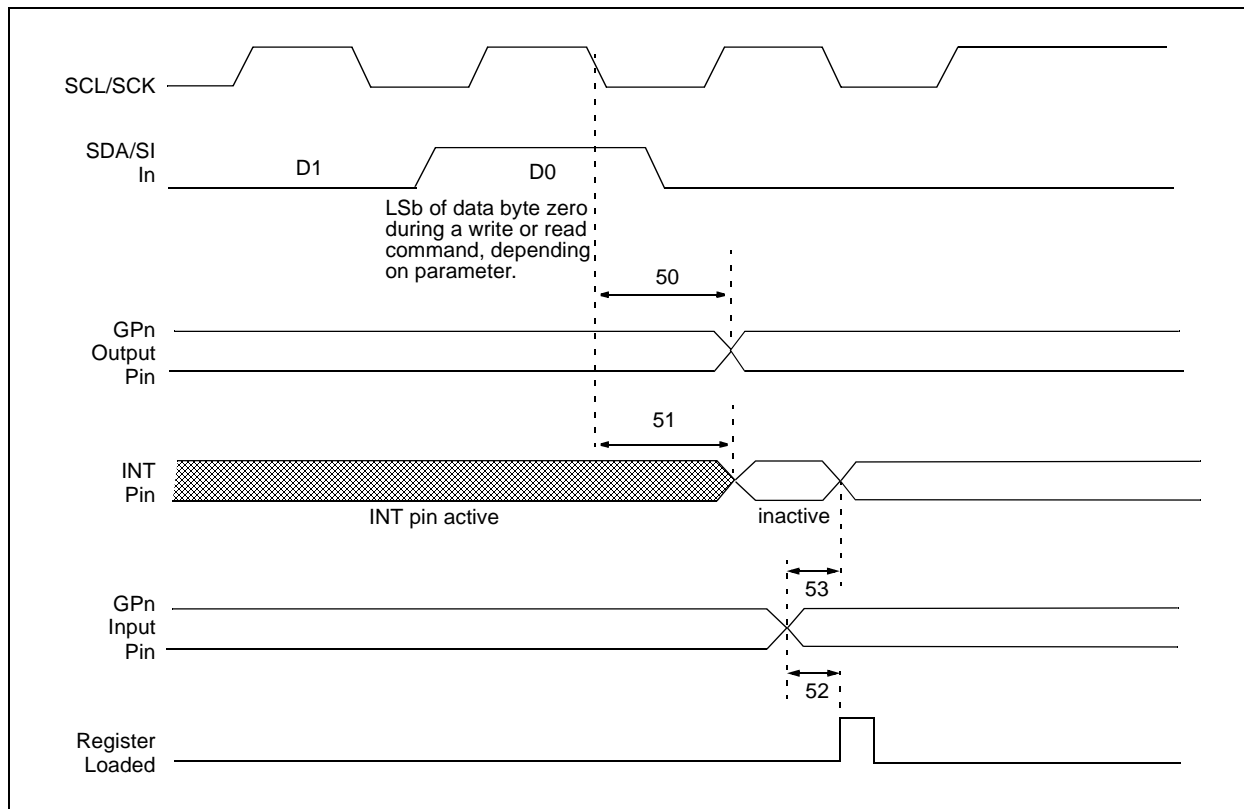 SCL/SCK
SDA/SI
In
D1
D0
LSb of data byte zero
during a write or read
command, depending
on parameter.
50
GPn
Output
Pin
51
INT
Pin
INT pin active
inactive
53
GPn
Input
Pin
52
Register
Loaded